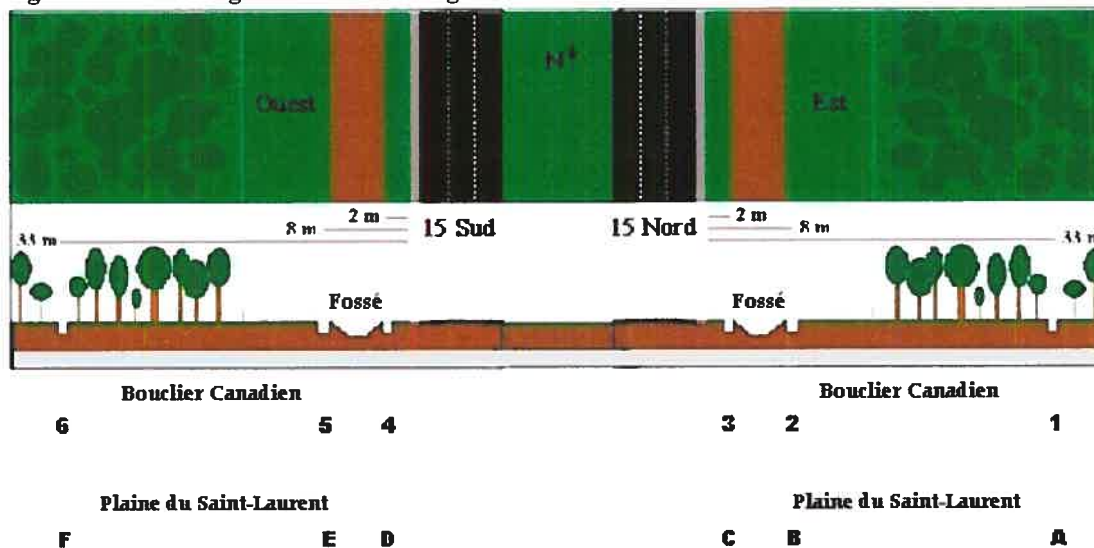 N
Ouest Est
2 m 15 Sud 15 Nord 2 m
8 m 8 m
33 m 33 m
Fossé Fossé
Bouclier Canadien Bouclier Canadien
6 5 4 3 2 1
Plaine du Saint-Laurent Plaine du Saint-Laurent
F E D C B A